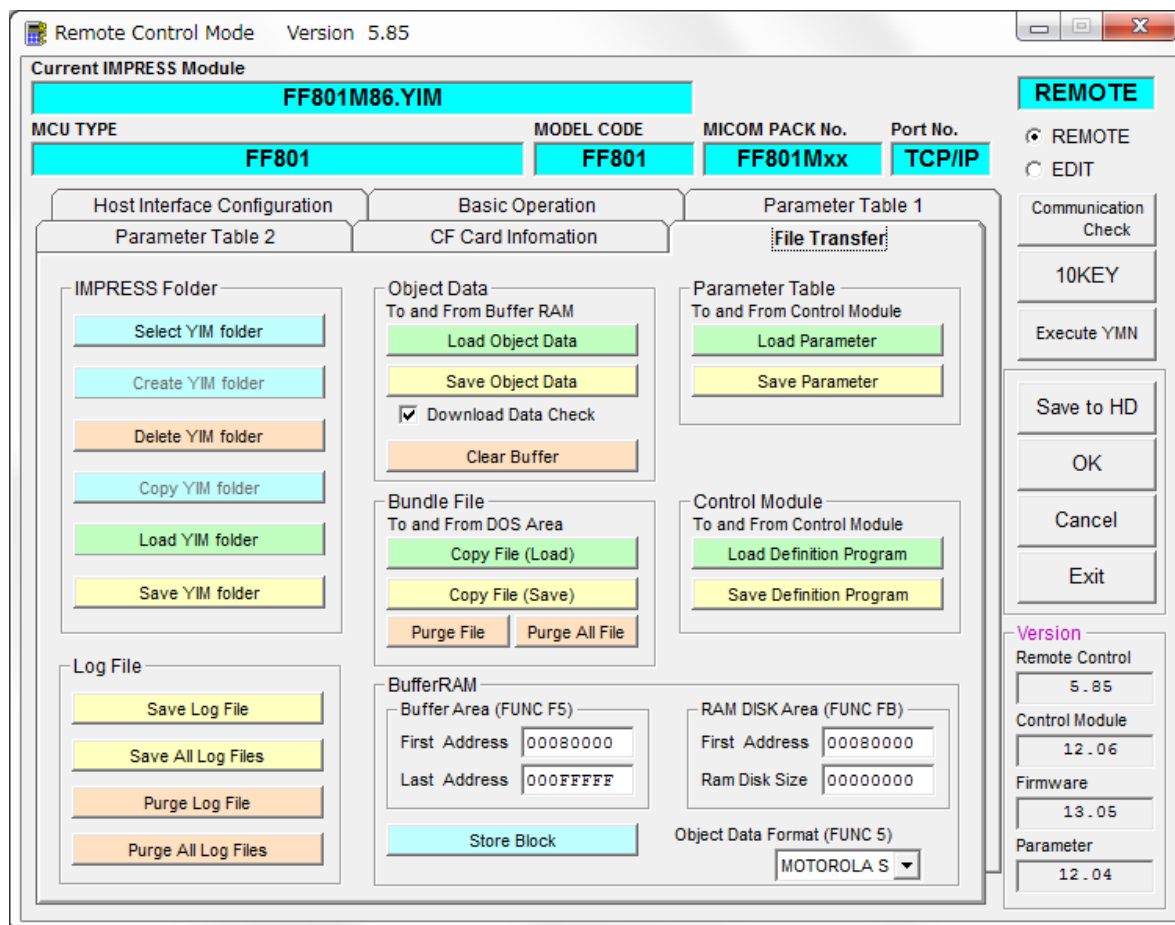 Remote Control Mode Version 5.85
Current IMPRESS Module
FF801M86.YIM
MCU TYPE
MODEL CODE
MICOM PACK No.
Port No.
FF801
FF801
FF801Mxx
TCP/IP
Host Interface Configuration
Basic Operation
Parameter Table 1
Parameter Table 2
CF Card Infomation
File Transfer
IMPRESS Folder
Select YIM folder
Create YIM folder
Delete YIM folder
Copy YIM folder
Load YIM folder
Save YIM folder
Log File
Save Log File
Save All Log Files
Purge Log File
Purge All Log Files
Object Data
To and From Buffer RAM
Load Object Data
Save Object Data
Download Data Check
Clear Buffer
Bundle File
To and From DOS Area
Copy File (Load)
Copy File (Save)
Purge File
Purge All File
Parameter Table
To and From Control Module
Load Parameter
Save Parameter
Control Module
To and From Control Module
Load Definition Program
Save Definition Program
BufferRAM
Buffer Area (FUNC F5)
First Address 00080000
Last Address 000FFFFF
Store Block
RAM DISK Area (FUNC FB)
First Address 00080000
Ram Disk Size 00000000
Object Data Format (FUNC 5)
MOTOROLA S
REMOTE
REMOTE
EDIT
Communication
Check
10KEY
Execute YMN
Save to HD
OK
Cancel
Exit
Version
Remote Control
5.85
Control Module
12.06
Firmware
13.05
Parameter
12.04